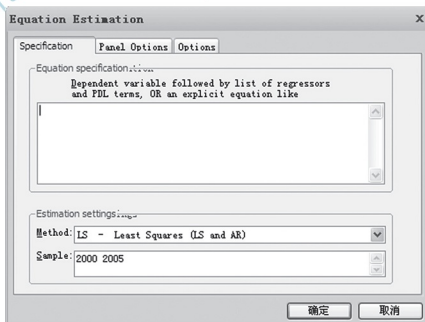 Equation Estimation x
Specification Panel Options Options
Equation specification
Dependent variable followed by list of regressors
and PDL terms, OR an explicit equation like
Estimation settings
Method: LS - Least Squares (LS and AR)
Sample: 2000 2005
确定 取消